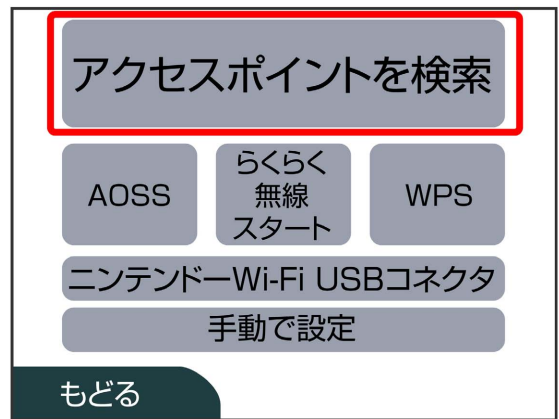 アクセスポイントを検索
AOSS
らくらく
無線
スタート
WPS
ニンテンドーWi-Fi USBコネクタ
手動で設定
もどる